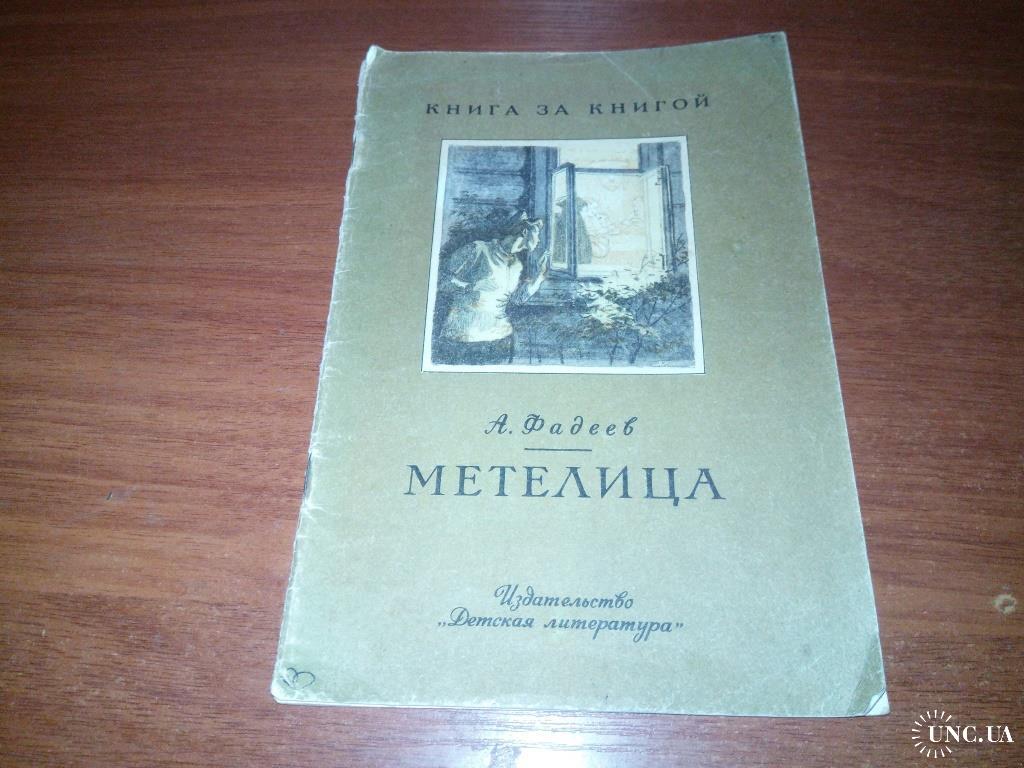 КНИГА ЗА КНИГОЙ
А. Фадеев
МЕТЕЛИЦА
Издательство
„Детская литература"
UNC.UA